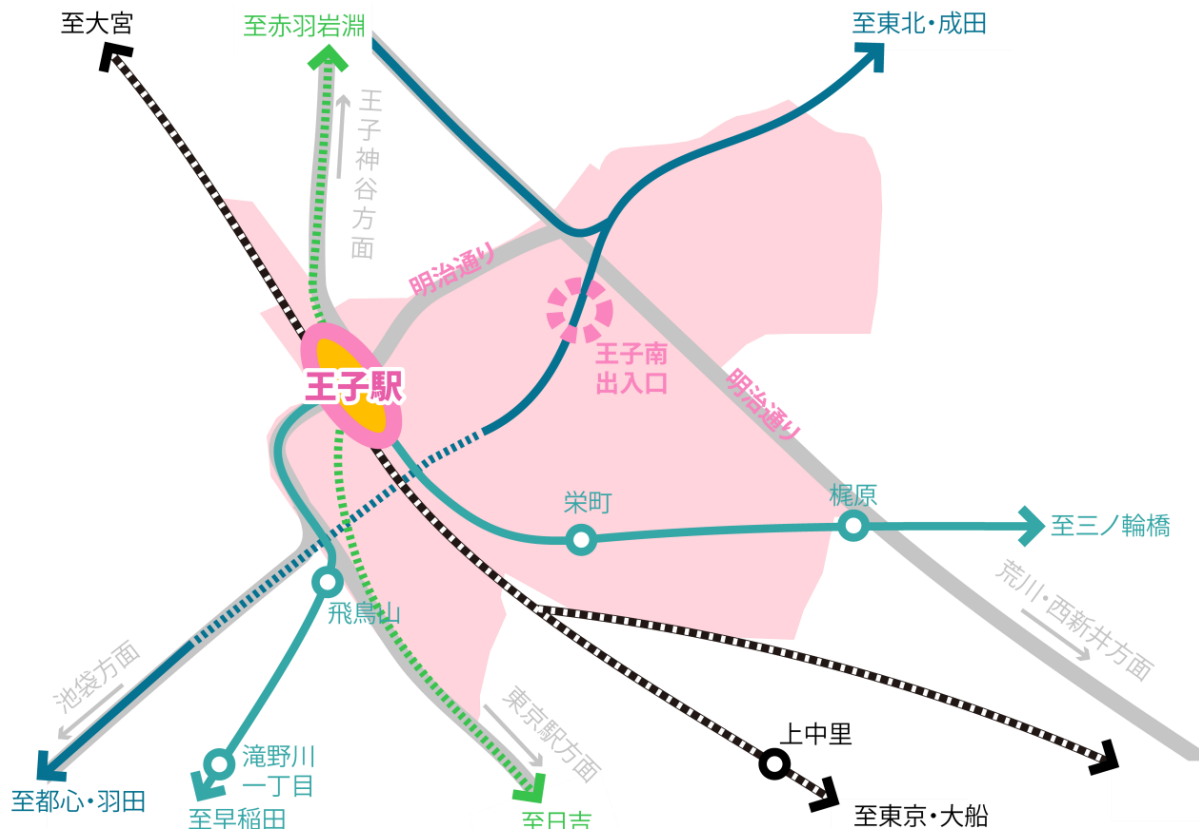 至大宮
至赤羽岩淵
至東北・成田
王子神谷方面
明治通り
王子南
出入口
王子駅
明治通り
栄町
梶原
至三ノ輪橋
荒川・西新井方面
飛鳥山
池袋方面
東京駅方面
上中里
滝野川
一丁目
至都心・羽田
至早稲田
至日吉
至東京・大船